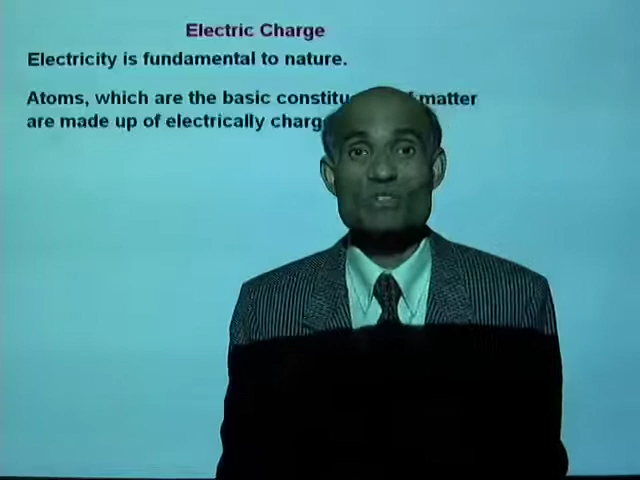 Electric Charge
Electricity is fundamental to nature.
Atoms, which are the basic matter
are made up of electrically